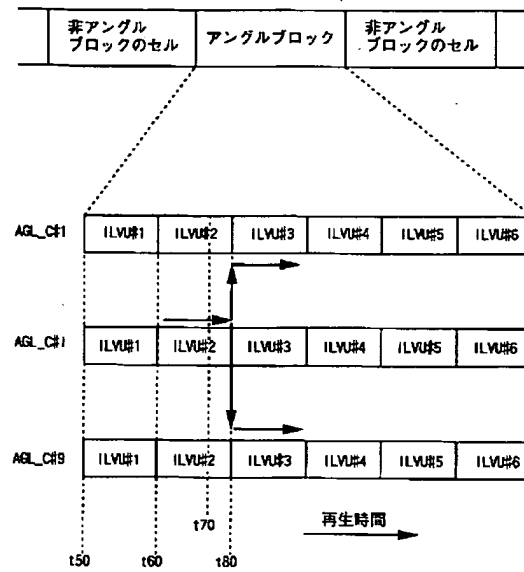 非アングル
ブロックのセル
アングルブロック
非アングル
ブロックのセル
AGL_C#1
ILVU#1
ILVU#2
ILVU#3
ILVU#4
ILVU#5
ILVU#6
AGL_C#i
ILVU#1
ILVU#2
ILVU#3
ILVU#4
ILVU#5
ILVU#6
AGL_C#9
ILVU#1
ILVU#2
ILVU#3
ILVU#4
ILVU#5
ILVU#6
t50
t60
t70
t80
再生時間